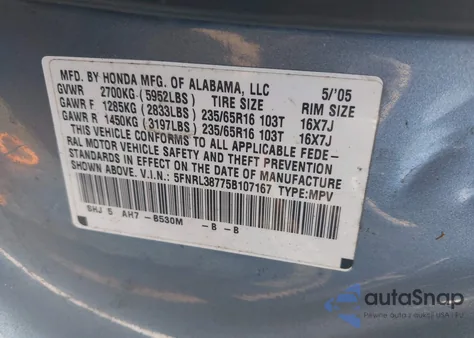 MFD. BY HONDA MFG. OF ALABAMA, LLC 5/'05
GVWR 2700KG (5952LBS) TIRE SIZE RIM SIZE
GAWR F 1285KG (2833LBS) 235/65R16 103T 16X7J
GAWR R 1450KG (3197LBS) 235/65R16 103T 16X7J
THIS VEHICLE CONFORMS TO ALL APPLICABLE FEDE-
RAL MOTOR VEHICLE SAFETY AND THEFT PREVENTION
STANDARDS IN EFFECT ON THE DATE OF MANUFACTURE
SHOWN ABOVE. V.I.N.: 5FNRL38775B107167 TYPE:MPV
SHJ 5 AH7 -B530M -B -B
autoSnap